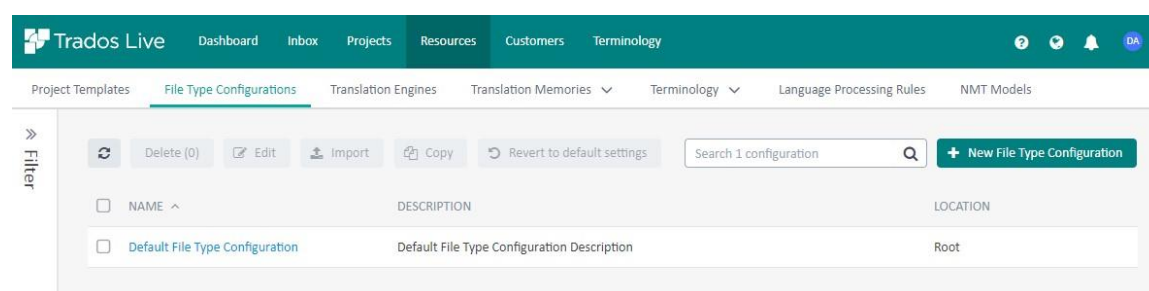 Trados Live Dashboard Inbox Projects Resources Customers Terminology DA
Project Templates File Type Configurations Translation Engines Translation Memories Terminology Language Processing Rules NMT Models
Filter
Delete (0) Edit Import Copy Revert to default settings Search 1 configuration New File Type Configuration
NAME DESCRIPTION LOCATION
Default File Type Configuration Default File Type Configuration Description Root